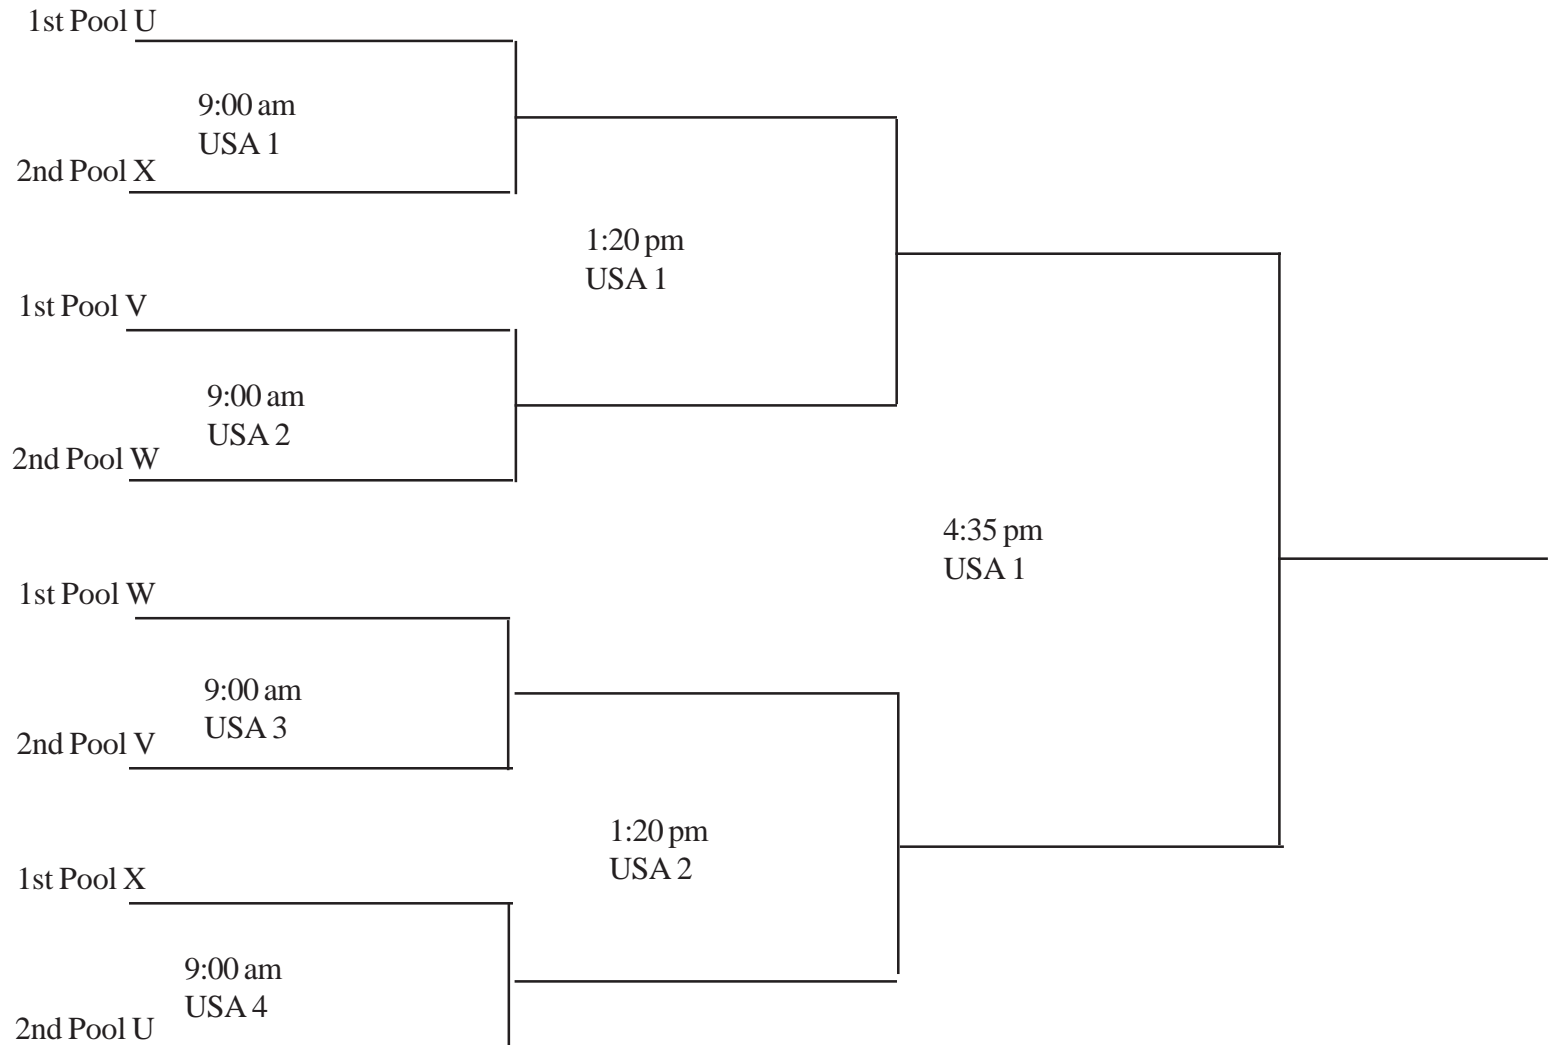 1st Pool U
9:00 am
USA 1
2nd Pool X
1:20 pm
USA 1
1st Pool V
9:00 am
USA 2
2nd Pool W
4:35 pm
USA 1
1st Pool W
9:00 am
USA 3
2nd Pool V
1:20 pm
USA 2
1st Pool X
9:00 am
USA 4
2nd Pool U